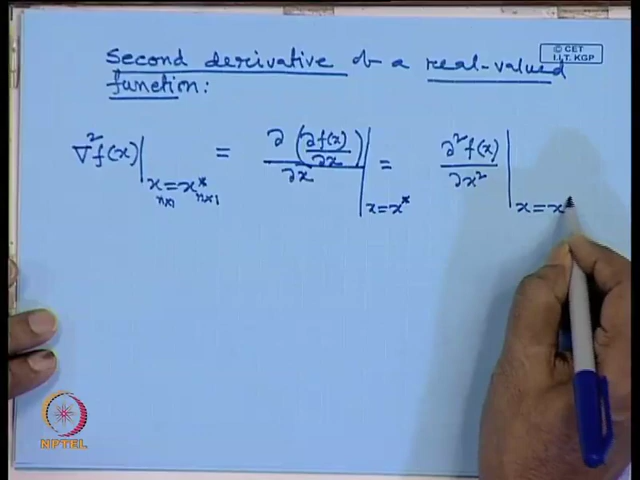 Second derivative of a real-valued
function:
© CET
I.I.T. KGP
∇²f(x)|ₓ₌ₓ* = ∂(∂f(x)/∂x)/∂x |ₓ₌ₓ* = ∂²f(x)/∂x² |ₓ₌ₓ
n×1 n×1
NPTEL